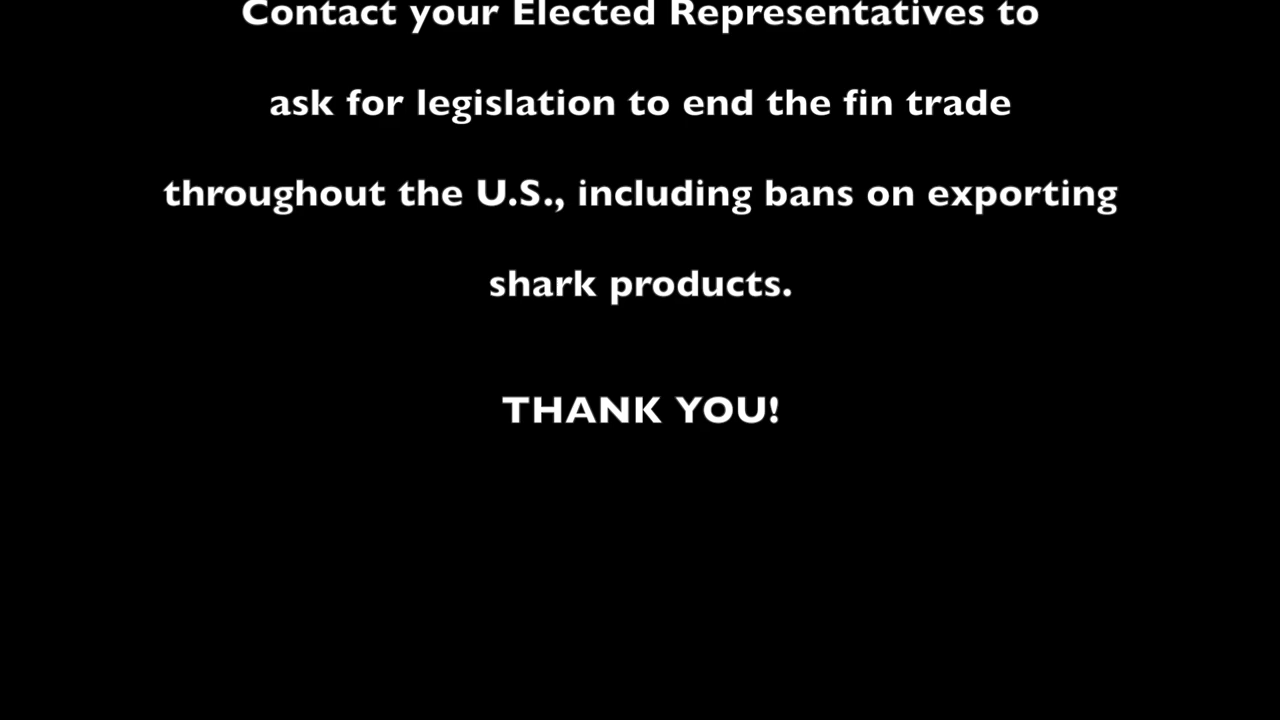 Contact your Elected Representatives to
ask for legislation to end the fin trade
throughout the U.S., including bans on exporting
shark products.
THANK YOU!